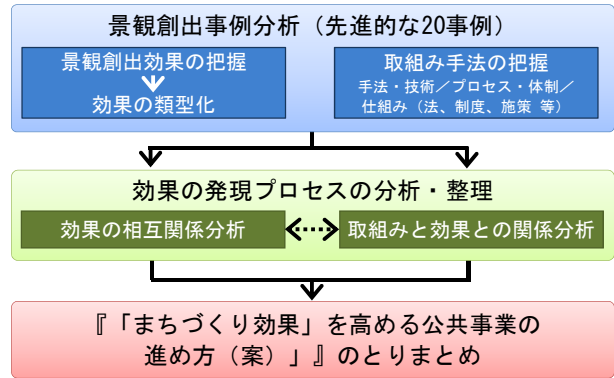 景観創出事例分析（先進的な20事例）
景観創出効果の把握
効果の類型化
取組み手法の把握
手法・技術／プロセス・体制／
仕組み（法、制度、施策 等）
効果の発現プロセスの分析・整理
効果の相互関係分析
取組みと効果との関係分析
『「まちづくり効果」を高める公共事業の
進め方（案）」』のとりまとめ